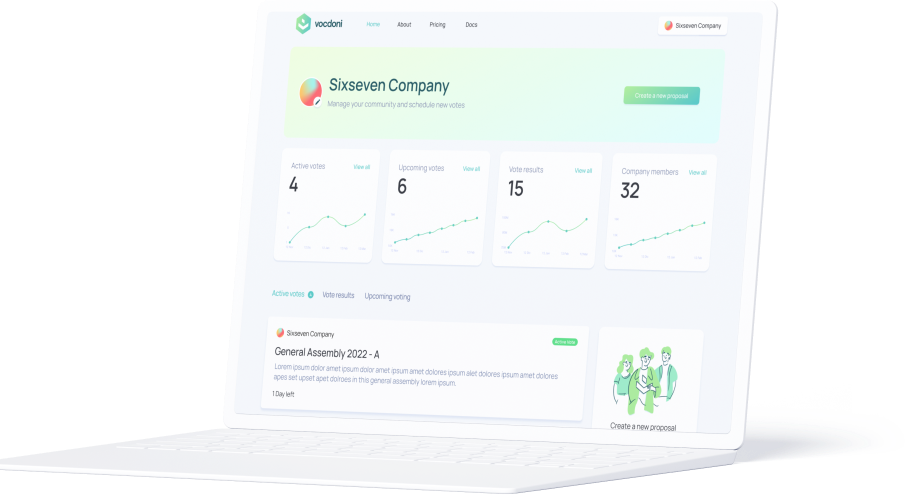 vocdoni
Home About Pricing Docs
Sixseven Company
Sixseven Company
Manage your community and schedule new votes
Create a new proposal
Active votes View all
4
Upcoming votes View all
6
Vote results View all
15
Company members View all
32
Active votes Vote results Upcoming voting
Sixseven Company
General Assembly 2022 - A
Lorem ipsum dolor amet ipsum dolor amet ipsum amet dolores ipsum alet dolores ipsum amet dolores
apes set upset apet dolroes in this general assembly lorem ipsum.
1 Day left
Create a new proposal